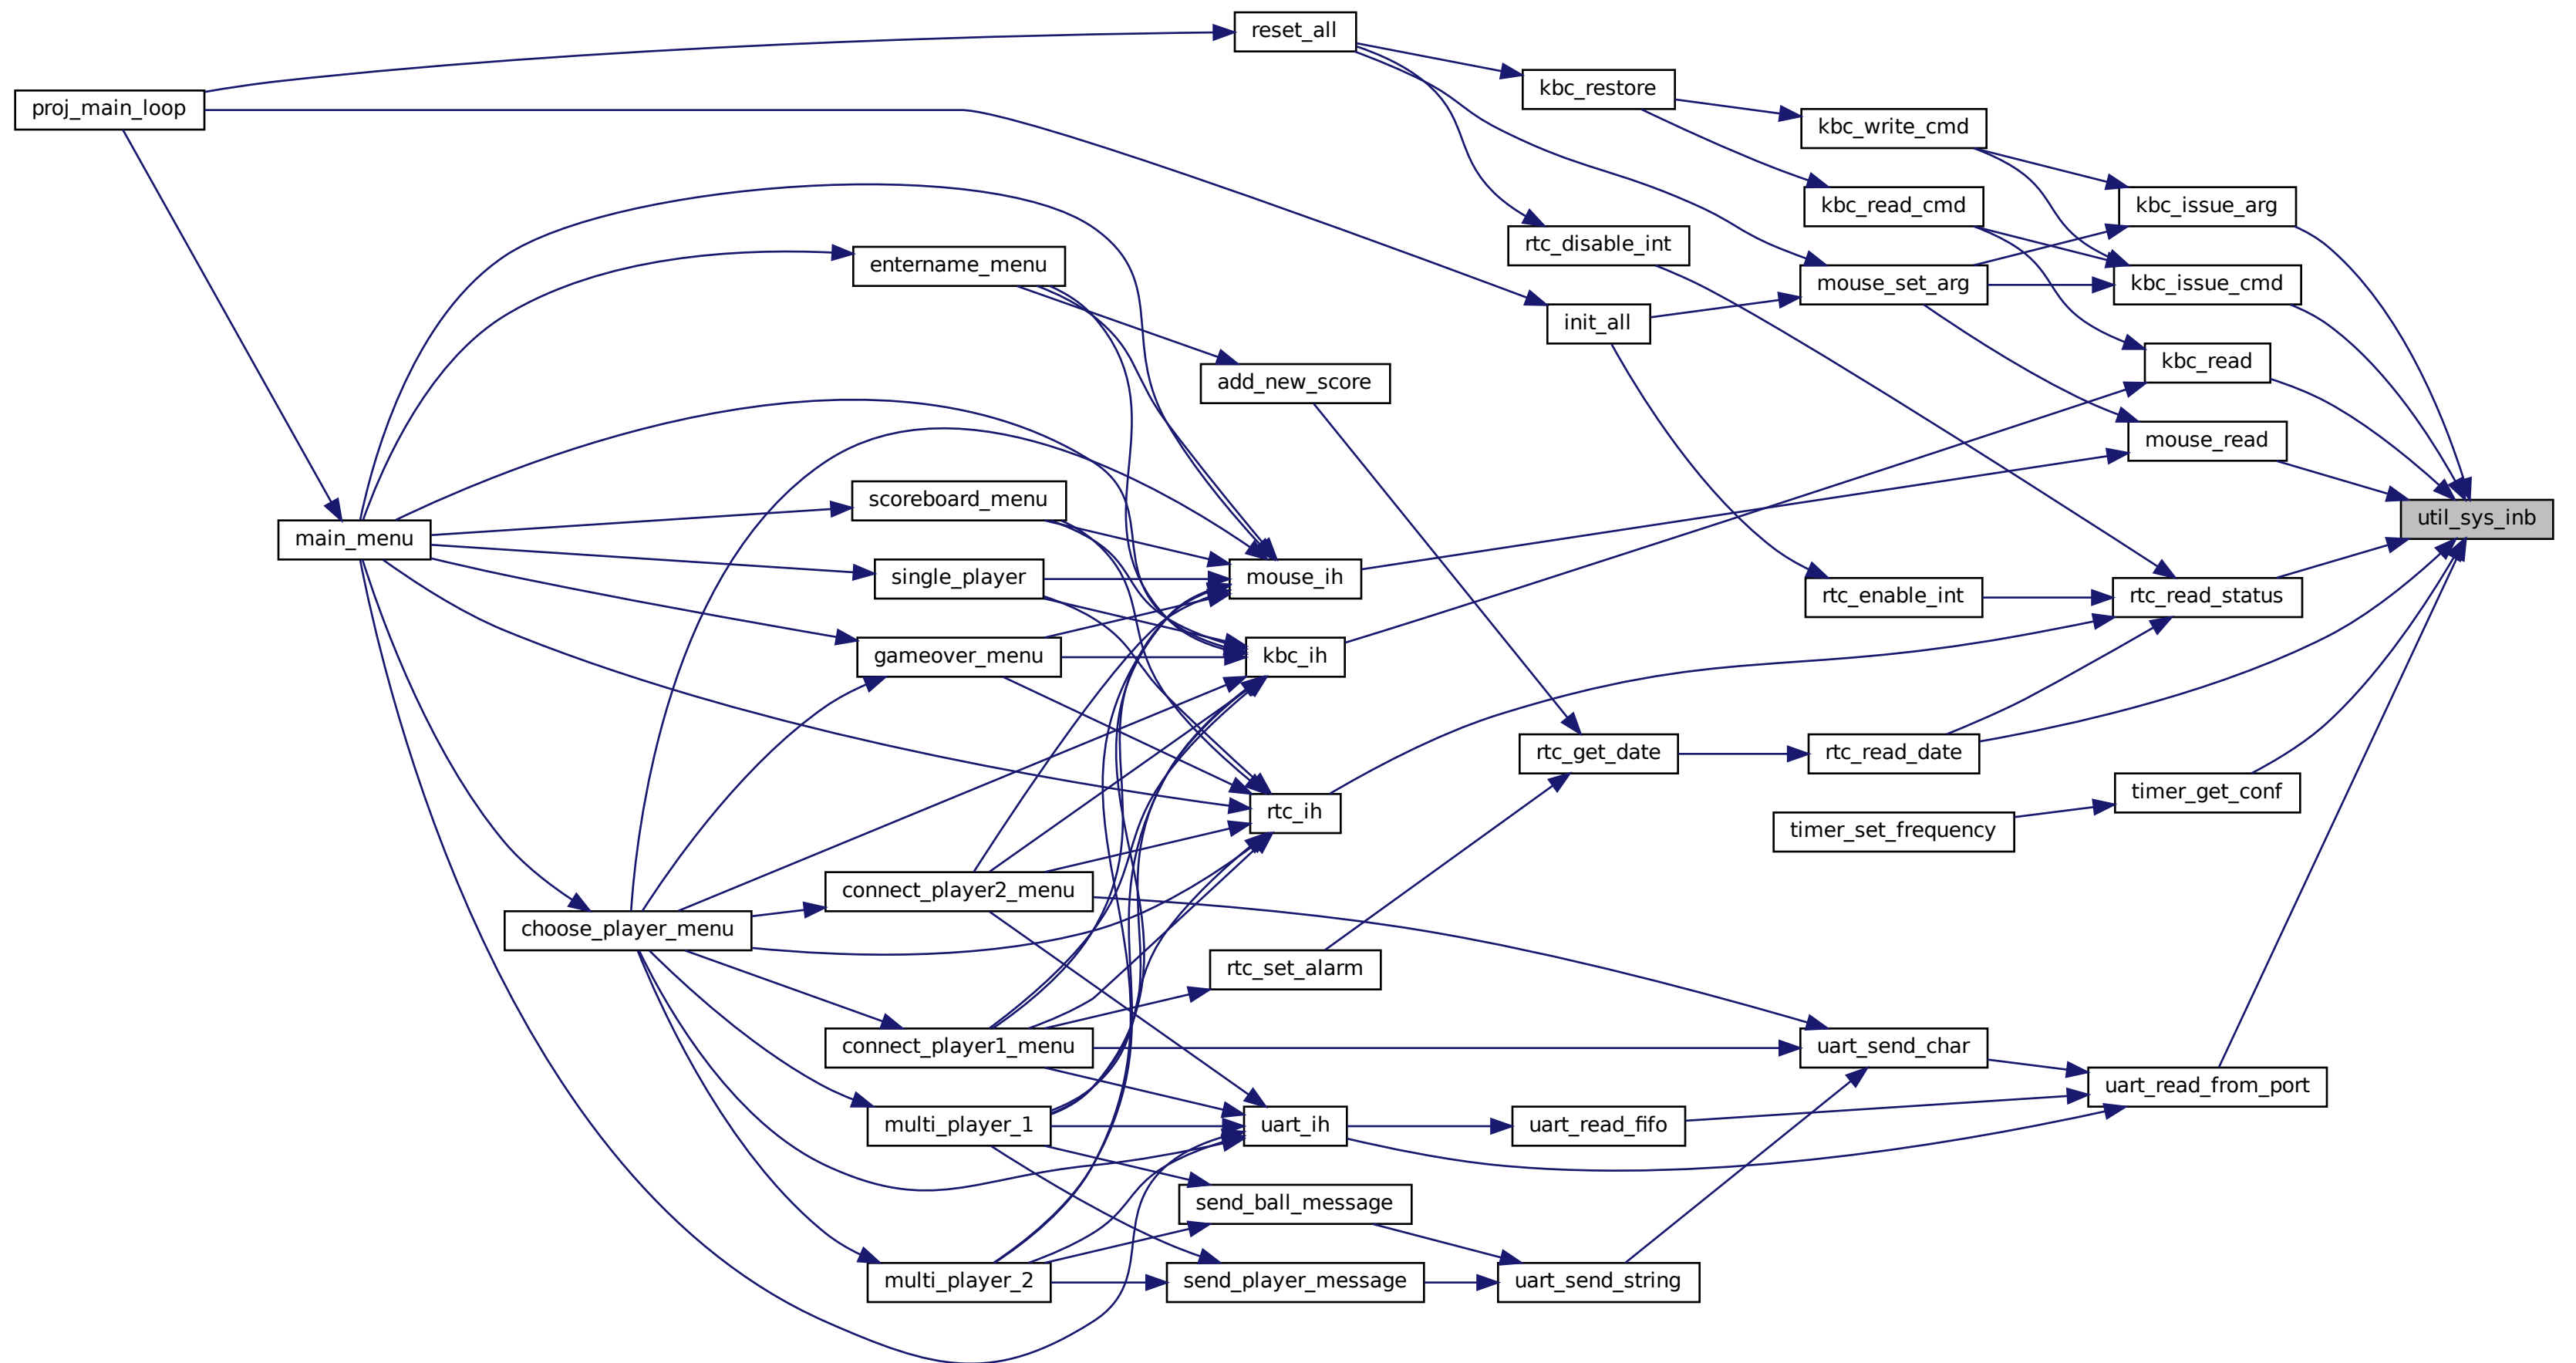 reset_all
kbc_restore
proj_main_loop
kbc_write_cmd
kbc_read_cmd
kbc_issue_arg
rtc_disable_int
entername_menu
mouse_set_arg
kbc_issue_cmd
init_all
kbc_read
add_new_score
mouse_read
scoreboard_menu
util_sys_inb
main_menu
single_player
mouse_ih
rtc_enable_int
rtc_read_status
gameover_menu
kbc_ih
rtc_get_date
rtc_read_date
timer_get_conf
rtc_ih
timer_set_frequency
connect_player2_menu
choose_player_menu
rtc_set_alarm
connect_player1_menu
uart_send_char
uart_read_from_port
multi_player_1
uart_ih
uart_read_fifo
send_ball_message
multi_player_2
send_player_message
uart_send_string